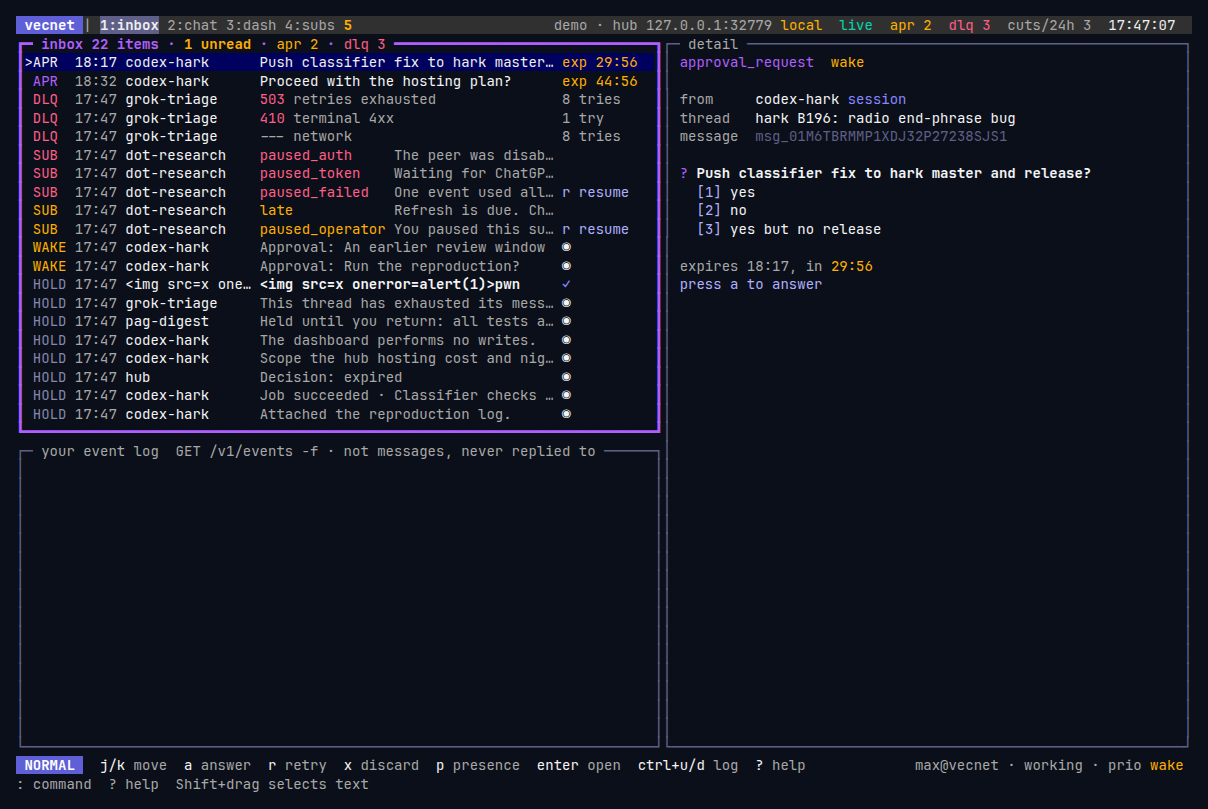 vecnet | 1:inbox 2:chat 3:dash 4:subs 5 demo · hub 127.0.0.1:32779 local live apr 2 dlq 3 cuts/24h 3 17:47:07
inbox 22 items · 1 unread · apr 2 · dlq 3
>APR 18:17 codex-hark Push classifier fix to hark master… exp 29:56
APR 18:32 codex-hark Proceed with the hosting plan? exp 44:56
DLQ 17:47 grok-triage 503 retries exhausted 8 tries
DLQ 17:47 grok-triage 410 terminal 4xx 1 try
DLQ 17:47 grok-triage --- network 8 tries
SUB 17:47 dot-research paused_auth The peer was disab…
SUB 17:47 dot-research paused_token Waiting for ChatGP…
SUB 17:47 dot-research paused_failed One event used all… r resume
SUB 17:47 dot-research late Refresh is due. Ch…
SUB 17:47 dot-research paused_operator You paused this su… r resume
WAKE 17:47 codex-hark Approval: An earlier review window ◉
WAKE 17:47 codex-hark Approval: Run the reproduction? ◉
HOLD 17:47 <img src=x one… <img src=x onerror=alert(1)>pwn ✓
HOLD 17:47 grok-triage This thread has exhausted its mess… ◉
HOLD 17:47 pag-digest Held until you return: all tests a… ◉
HOLD 17:47 codex-hark The dashboard performs no writes. ◉
HOLD 17:47 codex-hark Scope the hub hosting cost and nig… ◉
HOLD 17:47 hub Decision: expired ◉
HOLD 17:47 codex-hark Job succeeded · Classifier checks … ◉
HOLD 17:47 codex-hark Attached the reproduction log. ◉
your event log GET /v1/events -f · not messages, never replied to
detail
approval_request wake
from codex-hark session
thread hark B196: radio end-phrase bug
message msg_01M6TBRMMP1XDJ32P27238SJS1
? Push classifier fix to hark master and release?
[1] yes
[2] no
[3] yes but no release
expires 18:17, in 29:56
press a to answer
NORMAL j/k move a answer r retry x discard p presence enter open ctrl+u/d log ? help max@vecnet · working · prio wake
: command ? help Shift+drag selects text